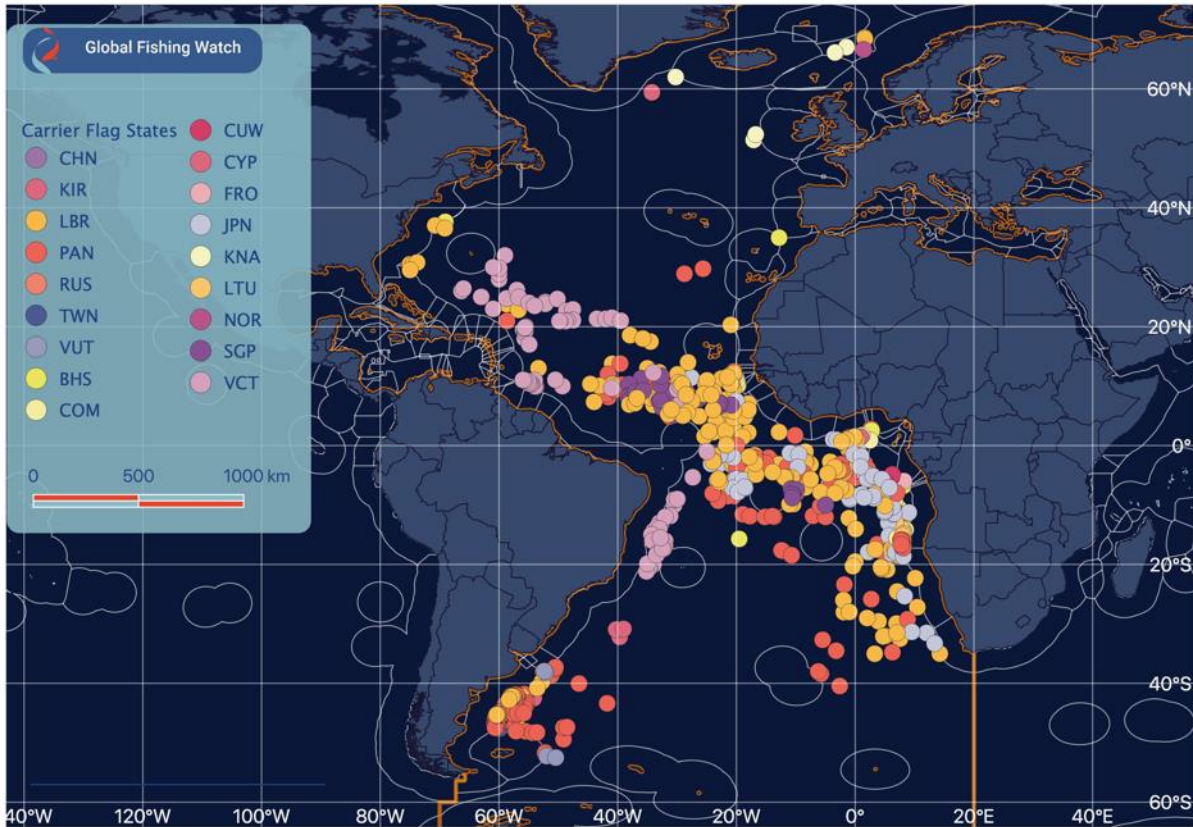 Global Fishing Watch
Carrier Flag States
CHN
KIR
LBR
PAN
RUS
TWN
VUT
BHS
COM
CUW
CYP
FRO
JPN
KNA
LTU
NOR
SGP
VCT
0 500 1000 km
60°N
40°N
20°N
0°
20°S
40°S
60°S
40°W 120°W 100°W 80°W 60°W 40°W 20°W 0° 20°E 40°E